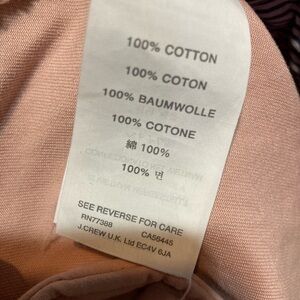 100% COTTON
100% COTON
100% BAUMWOLLE
100% COTONE
綿 100%
100% 면
SEE REVERSE FOR CARE
RN77388 CA56445
J.CREW U.K. Ltd EC4V 6JA